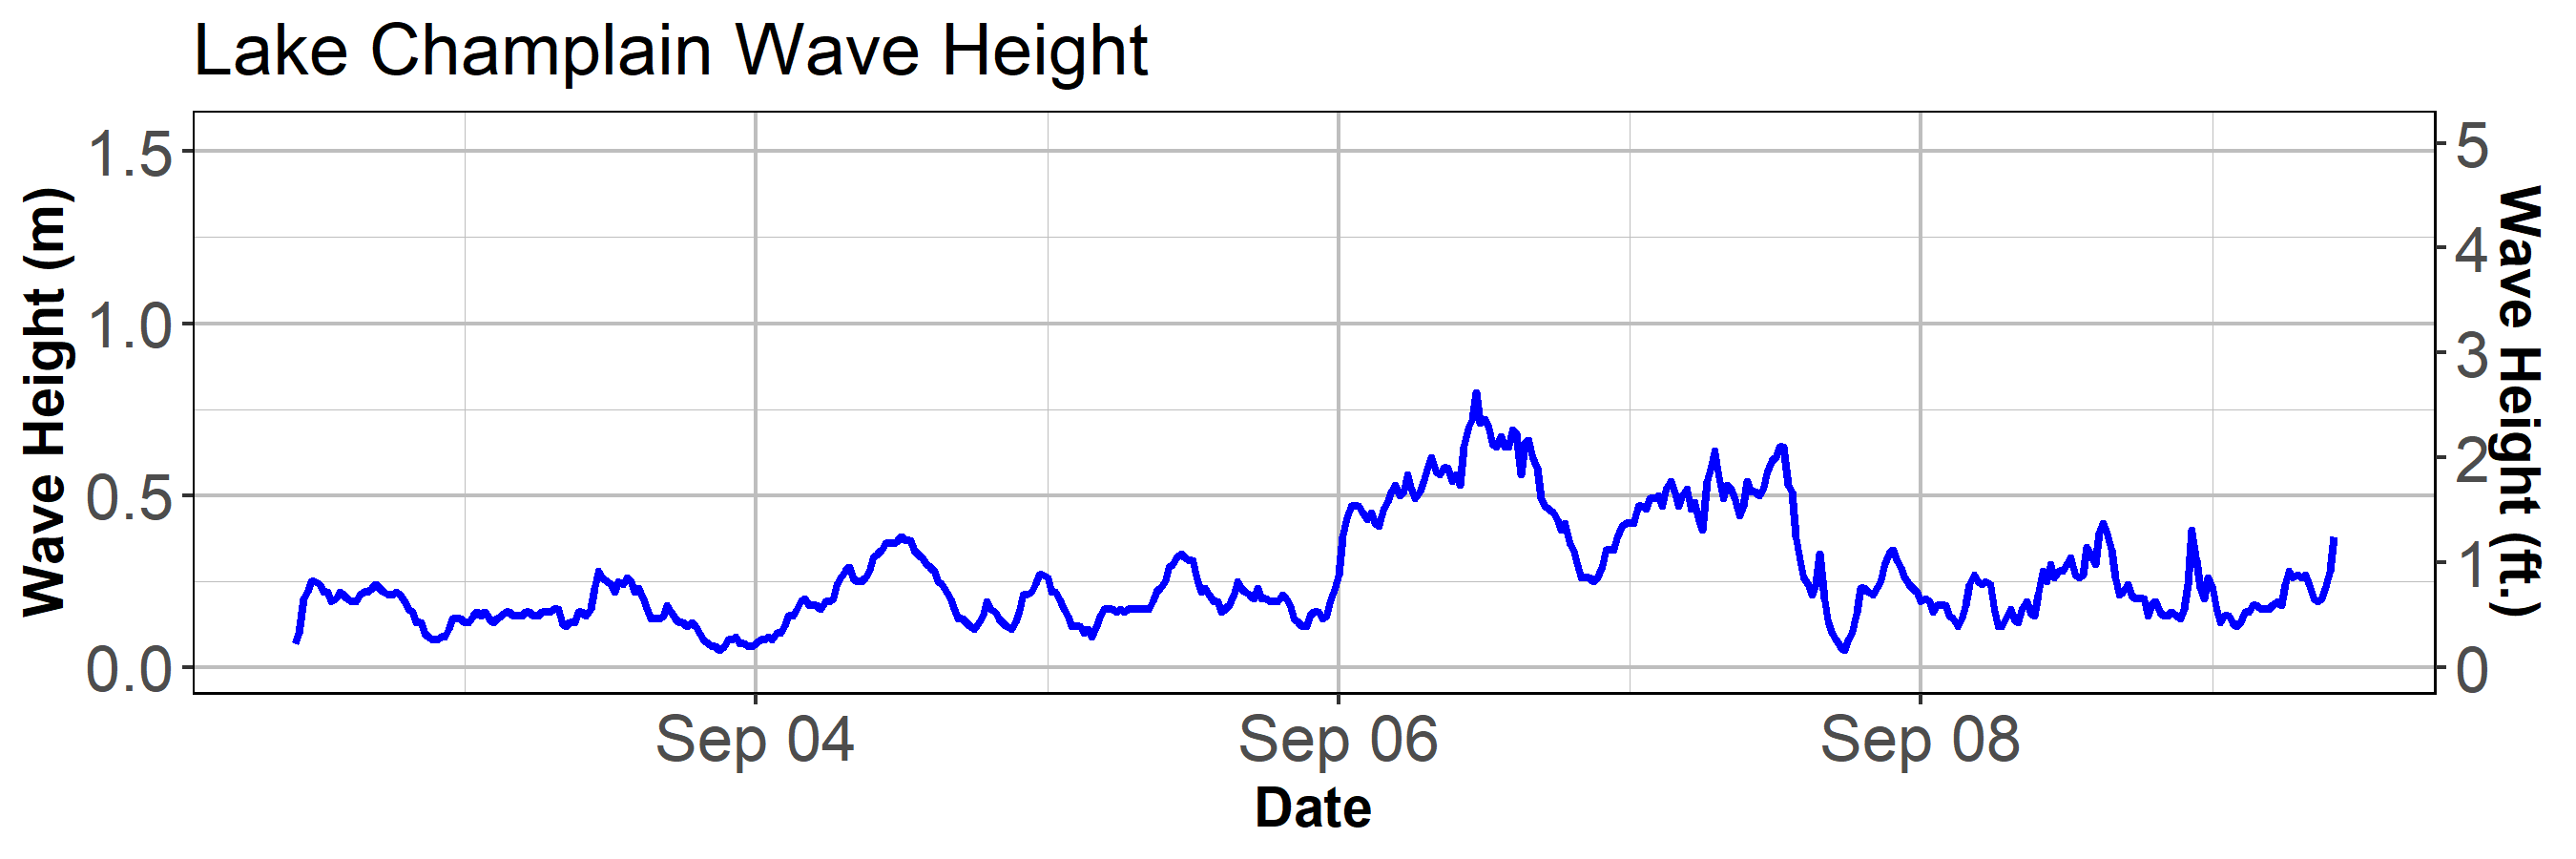 Lake Champlain Wave Height
Wave Height (m)
1.5
1.0
0.5
0.0
5
4
3
2
1
0
Wave Height (ft.)
Sep 04 Sep 06 Sep 08
Date